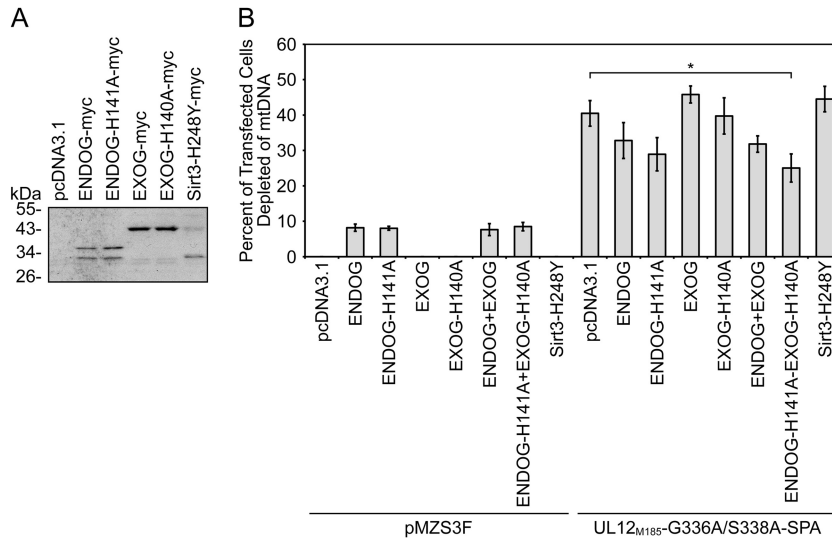 A
B
pcDNA3.1
ENDOG-myc
ENDOG-H141A-myc
EXOG-myc
EXOG-H140A-myc
Sirt3-H248Y-myc
kDa
55-
43-
34-
26-
Percent of Transfected Cells
Depleted of mtDNA
60
50
40
30
20
10
0
*
pcDNA3.1
ENDOG
ENDOG-H141A
EXOG
EXOG-H140A
ENDOG+EXOG
ENDOG-H141A+EXOG-H140A
Sirt3-H248Y
pcDNA3.1
ENDOG
ENDOG-H141A
EXOG
EXOG-H140A
ENDOG+EXOG
ENDOG-H141A-EXOG-H140A
Sirt3-H248Y
pMZS3F
UL12M185-G336A/S338A-SPA